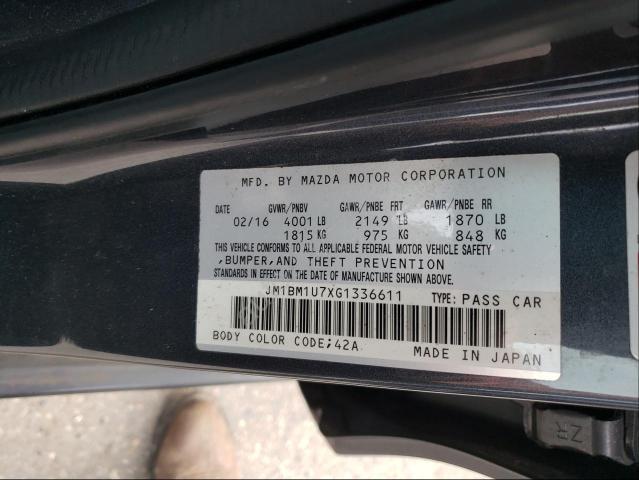 MFD. BY MAZDA MOTOR CORPORATION
DATE GVWR/PNBV GAWR/PNBE FRT GAWR/PNBE RR
02/16 4001 LB 2149 LB 1870 LB
1815 KG 975 KG 848 KG
THIS VEHICLE CONFORMS TO ALL APPLICABLE FEDERAL MOTOR VEHICLE SAFETY
,BUMPER,AND THEFT PREVENTION
STANDARDS IN EFFECT ON THE DATE OF MANUFACTURE SHOWN ABOVE.
JM1BM1U7XG1336611 TYPE: PASS CAR
BODY COLOR CODE;42A MADE IN JAPAN
ZR